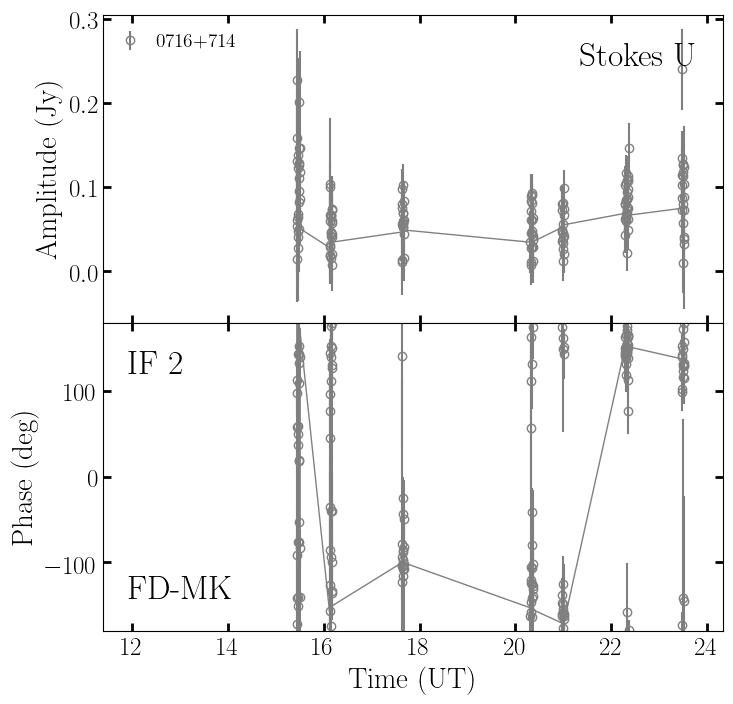 0.3
0716+714
Stokes U
0.2
0.1
0.0
Amplitude (Jy)
IF 2
100
0
−100
Phase (deg)
FD-MK
12 14 16 18 20 22 24
Time (UT)